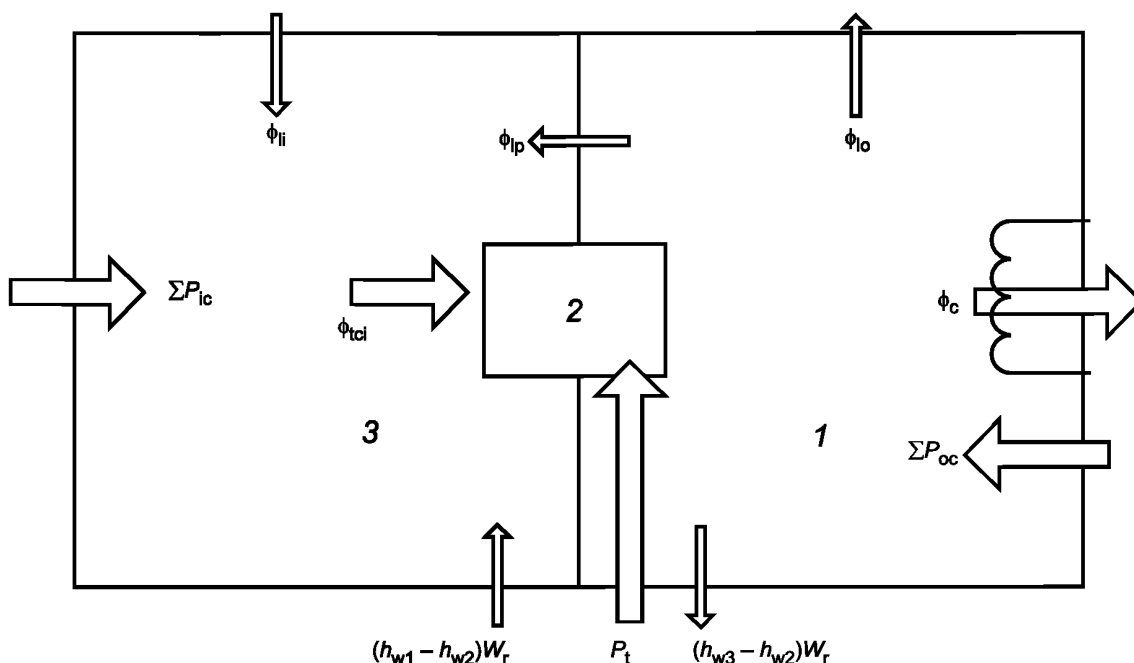 ϕli
ϕlp
ϕlo
ΣPic
ϕtci
2
ϕc
3
1
ΣPoc
(hw1 – hw2)Wr
Pt
(hw3 – hw2)Wr